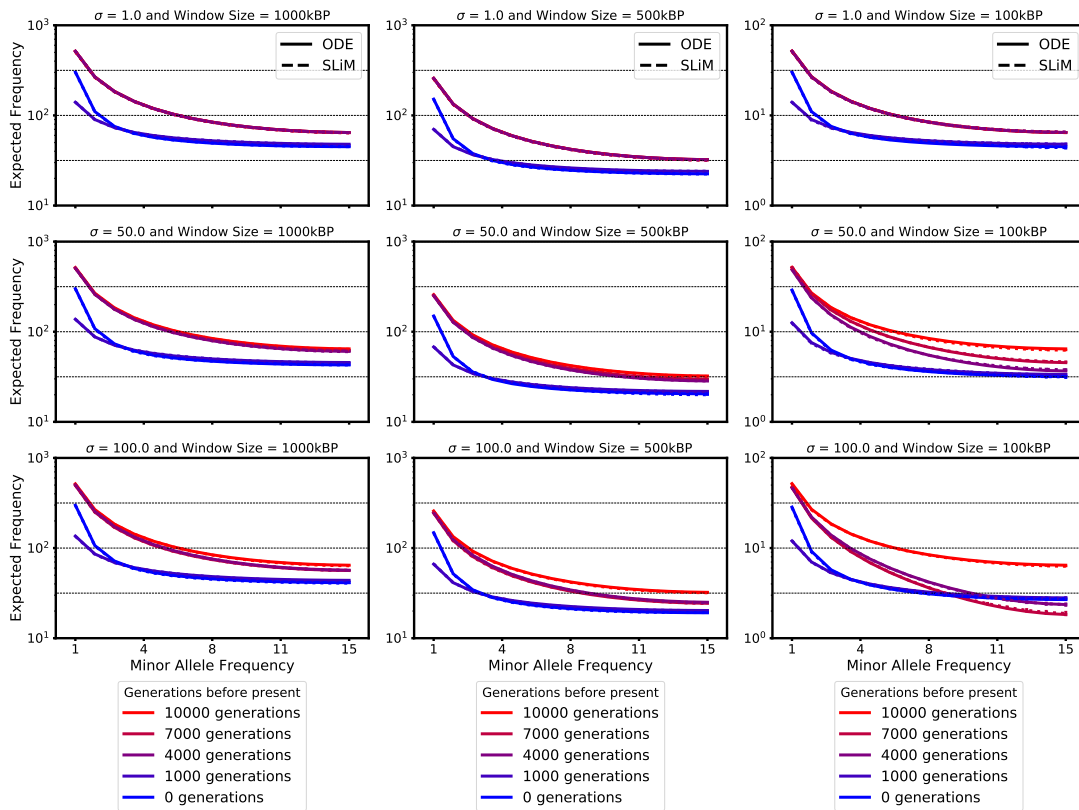 σ = 1.0 and Window Size = 1000kBP
σ = 1.0 and Window Size = 500kBP
σ = 1.0 and Window Size = 100kBP
Expected Frequency
10³
10²
10¹
ODE
SLiM
10³
10²
10¹
ODE
SLiM
10²
10¹
10⁰
ODE
SLiM
σ = 50.0 and Window Size = 1000kBP
σ = 50.0 and Window Size = 500kBP
σ = 50.0 and Window Size = 100kBP
Expected Frequency
10³
10²
10¹
10³
10²
10¹
10²
10¹
10⁰
σ = 100.0 and Window Size = 1000kBP
σ = 100.0 and Window Size = 500kBP
σ = 100.0 and Window Size = 100kBP
Expected Frequency
10³
10²
10¹
10³
10²
10¹
10²
10¹
10⁰
1 4 8 11 15
1 4 8 11 15
1 4 8 11 15
Minor Allele Frequency
Minor Allele Frequency
Minor Allele Frequency
Generations before present
10000 generations
7000 generations
4000 generations
1000 generations
0 generations
Generations before present
10000 generations
7000 generations
4000 generations
1000 generations
0 generations
Generations before present
10000 generations
7000 generations
4000 generations
1000 generations
0 generations